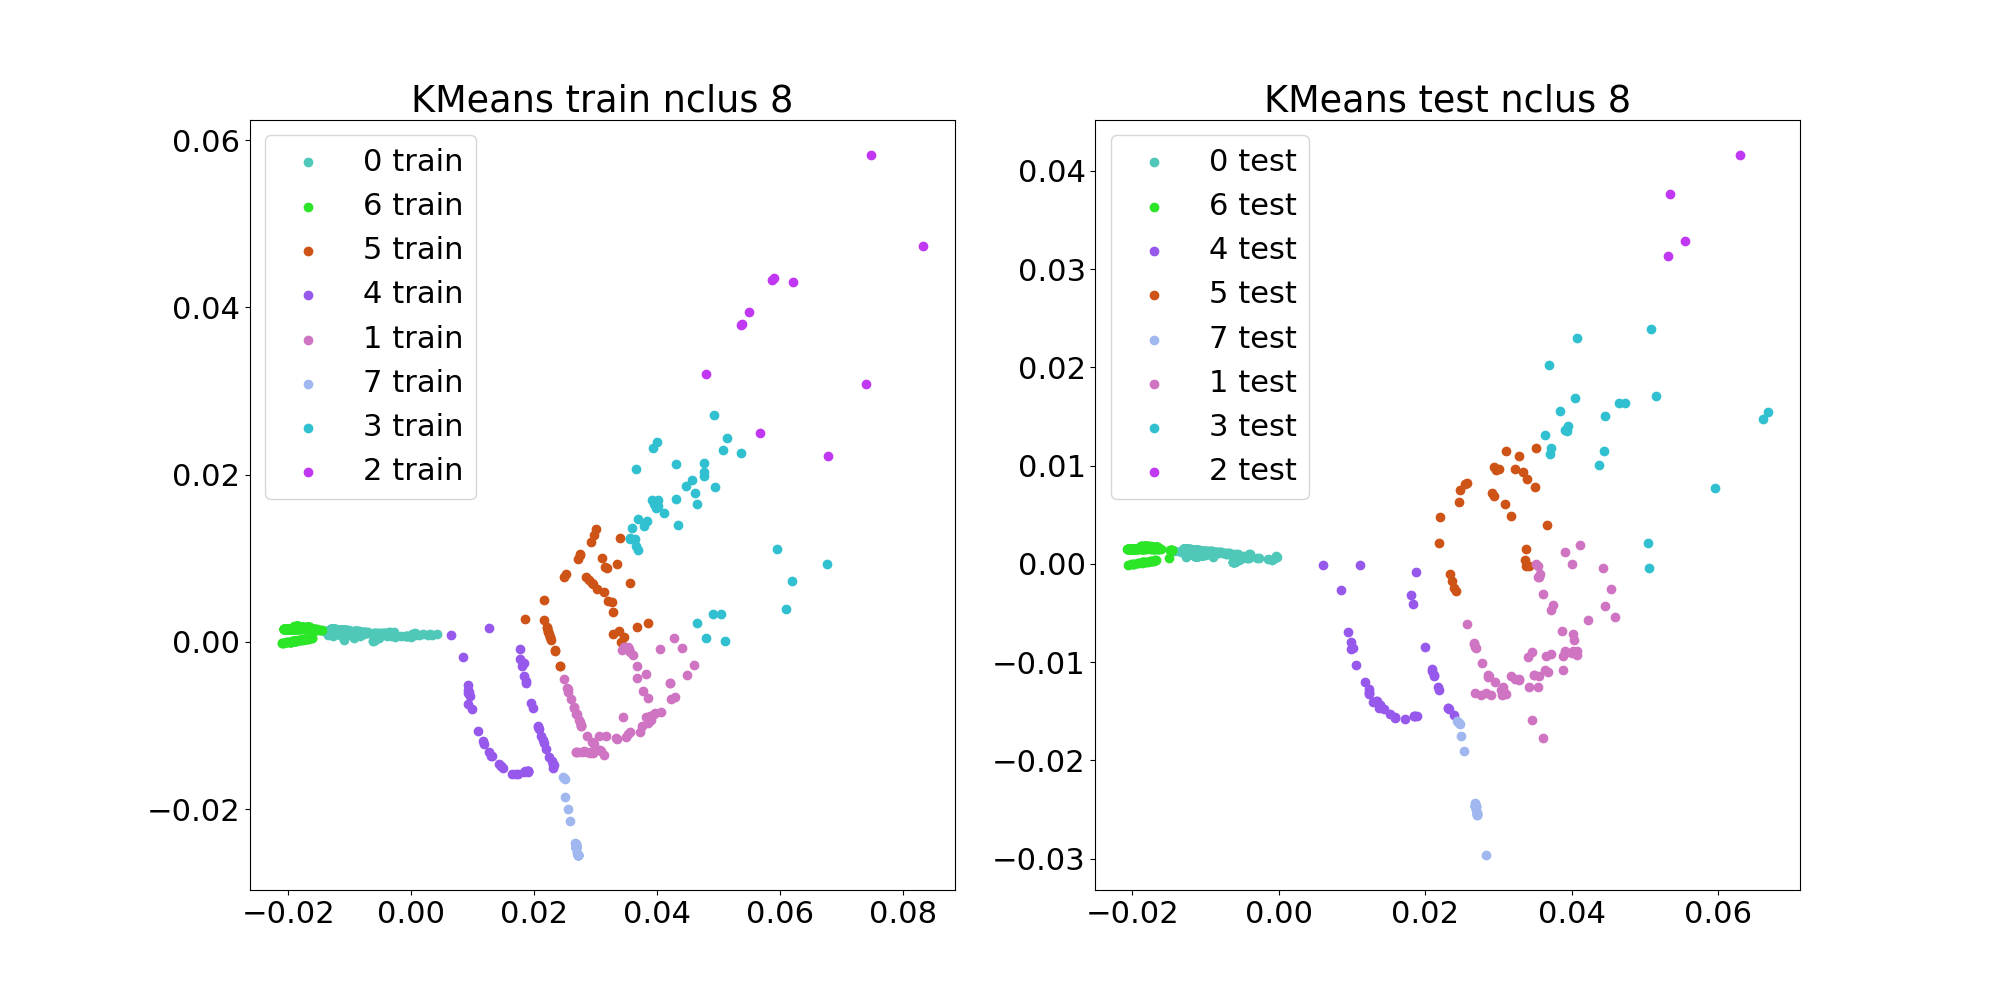 KMeans train nclus 8
0.06
0.04
0.02
0.00
−0.02
0 train
6 train
5 train
4 train
1 train
7 train
3 train
2 train
−0.02 0.00 0.02 0.04 0.06 0.08
KMeans test nclus 8
0.04
0.03
0.02
0.01
0.00
−0.01
−0.02
−0.03
0 test
6 test
4 test
5 test
7 test
1 test
3 test
2 test
−0.02 0.00 0.02 0.04 0.06